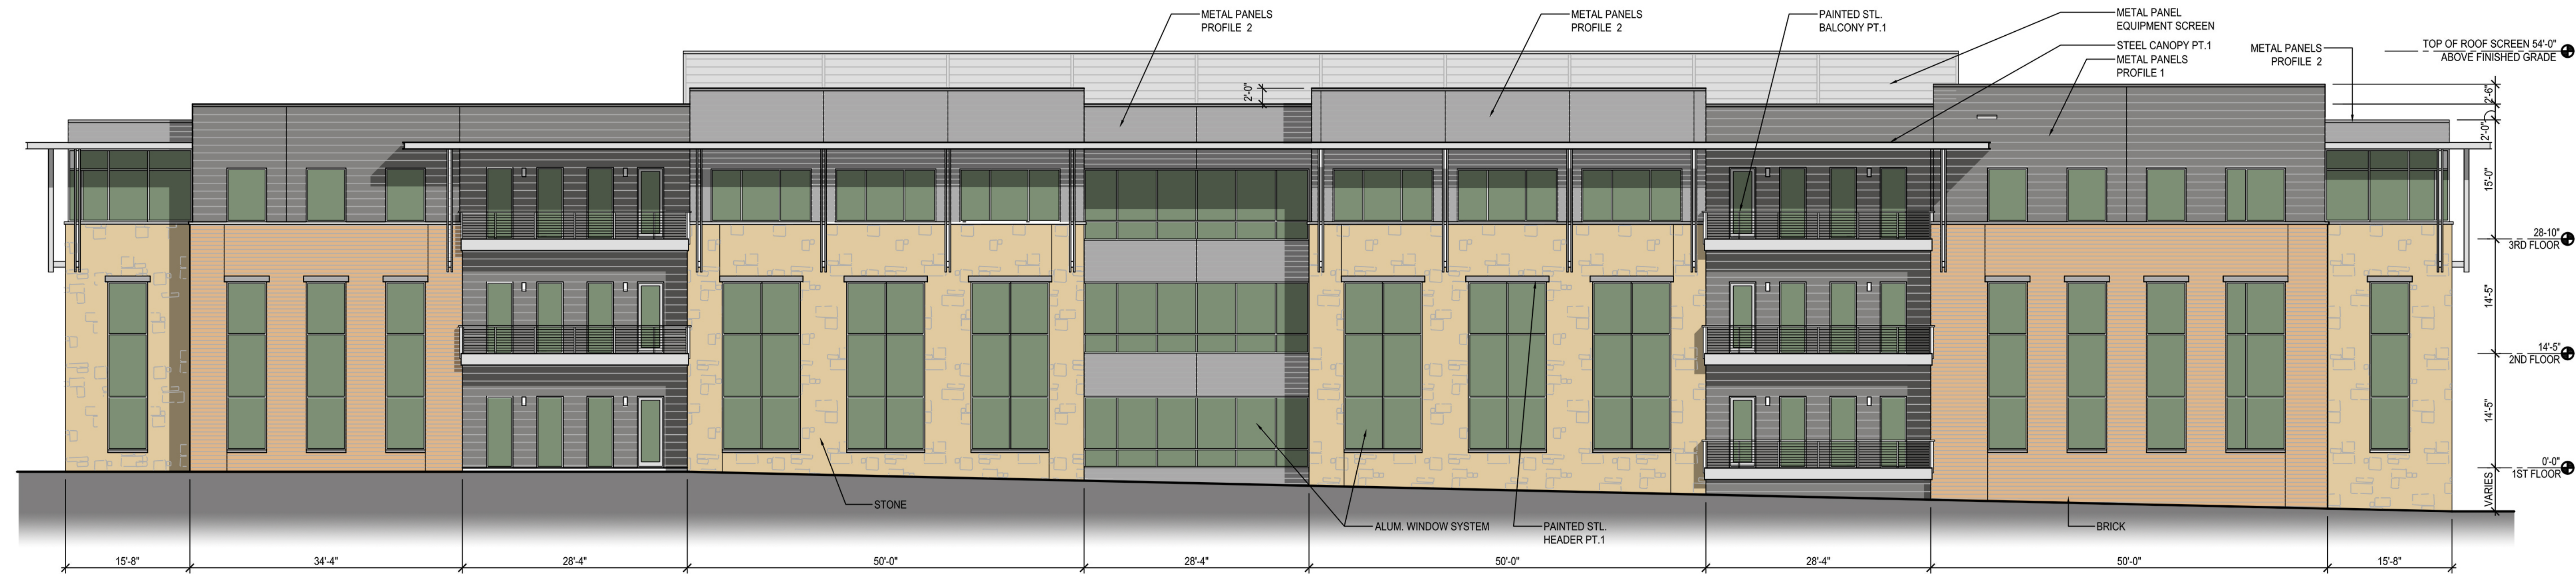 METAL PANELS
PROFILE 2
METAL PANELS
PROFILE 2
PAINTED STL.
BALCONY PT.1
METAL PANEL
EQUIPMENT SCREEN
STEEL CANOPY PT.1
METAL PANELS
PROFILE 1
METAL PANELS
PROFILE 2
TOP OF ROOF SCREEN 54'-0"
ABOVE FINISHED GRADE
2'-0"
2'-6"
2'-0"
15'-0"
28'-10"
3RD FLOOR
14'-5"
14'-5"
2ND FLOOR
14'-5"
0'-0"
1ST FLOOR
VARIES
STONE
ALUM. WINDOW SYSTEM
PAINTED STL.
HEADER PT.1
BRICK
15'-8"
34'-4"
28'-4"
50'-0"
28'-4"
50'-0"
28'-4"
50'-0"
15'-8"